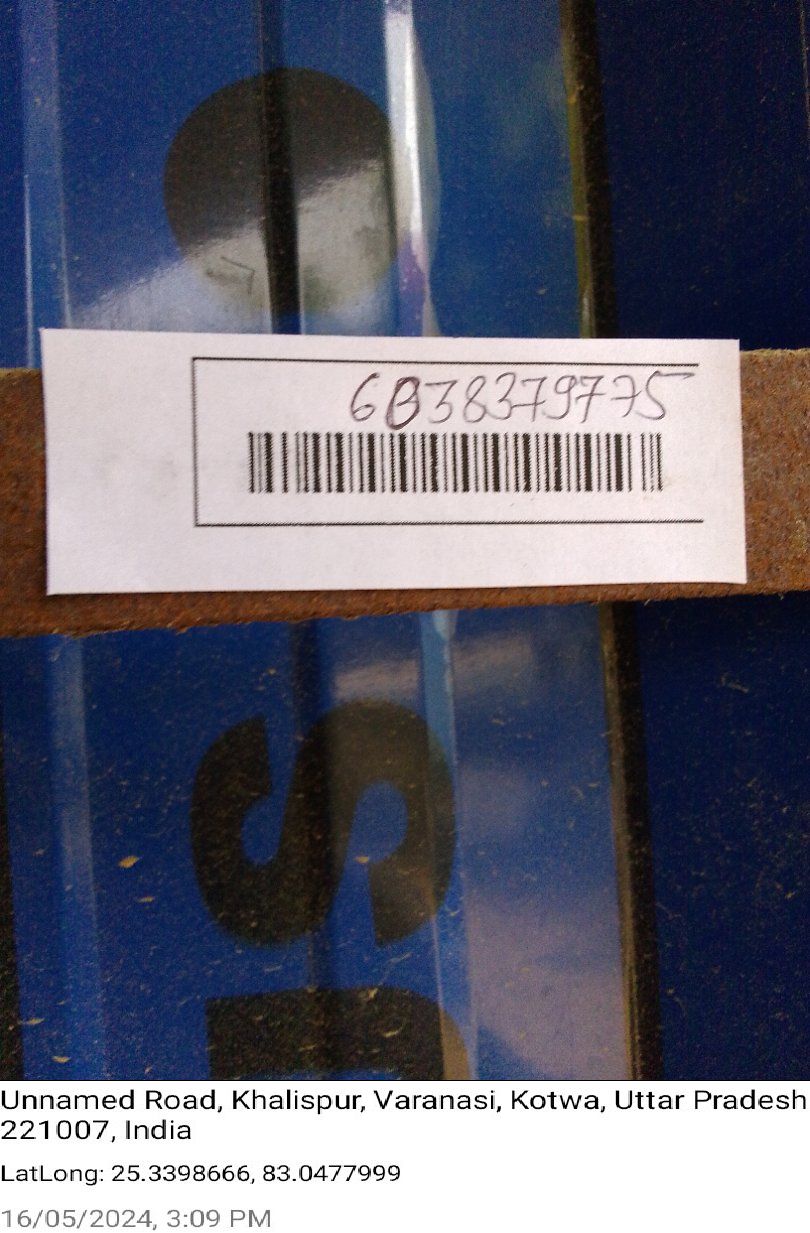 6038379775
S
Unnamed Road, Khalispur, Varanasi, Kotwa, Uttar Pradesh
221007, India
LatLong: 25.3398666, 83.0477999
16/05/2024, 3:09 PM